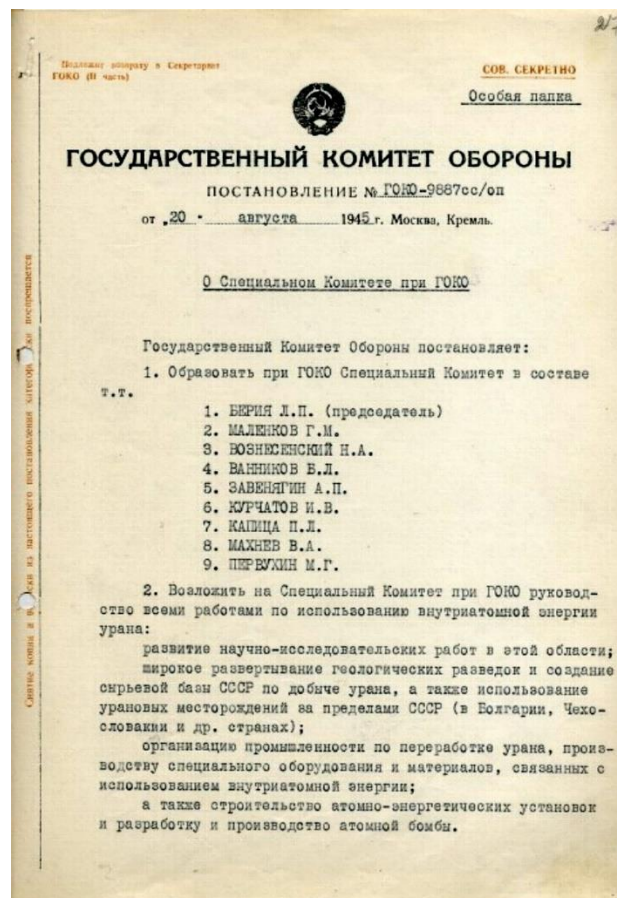 Подлежит возврату в Секретариат
ГОКО (II часть)
СОВ. СЕКРЕТНО
Особая папка
ГОСУДАРСТВЕННЫЙ КОМИТЕТ ОБОРОНЫ
ПОСТАНОВЛЕНИЕ № ГОКО-9887сс/оп
от „20 " августа 1945 г. Москва, Кремль.
О Специальном Комитете при ГОКО
Государственный Комитет Обороны постановляет:
1. Образовать при ГОКО Специальный Комитет в составе
т.т.
1. БЕРИЯ Л.П. (председатель)
2. МАЛЕНКОВ Г.М.
3. ВОЗНЕСЕНСКИЙ Н.А.
4. ВАННИКОВ Б.Л.
5. ЗАВЕНЯГИН А.П.
6. КУРЧАТОВ И.В.
7. КАПИЦА П.Л.
8. МАХНЕВ В.А.
9. ПЕРВУХИН М.Г.
2. Возложить на Специальный Комитет при ГОКО руковод-
ство всеми работами по использованию внутриатомной энергии
урана:
развитие научно-исследовательских работ в этой области;
широкое развертывание геологических разведок и создание
сырьевой базы СССР по добыче урана, а также использование
урановых месторождений за пределами СССР (в Болгарии, Чехо-
словакии и др. странах);
организацию промышленности по переработке урана, произ-
водству специального оборудования и материалов, связанных с
использованием внутриатомной энергии;
а также строительство атомно-энергетических установок
и разработку и производство атомной бомбы.
Снятие копий и из настоящего постановления воспрещается